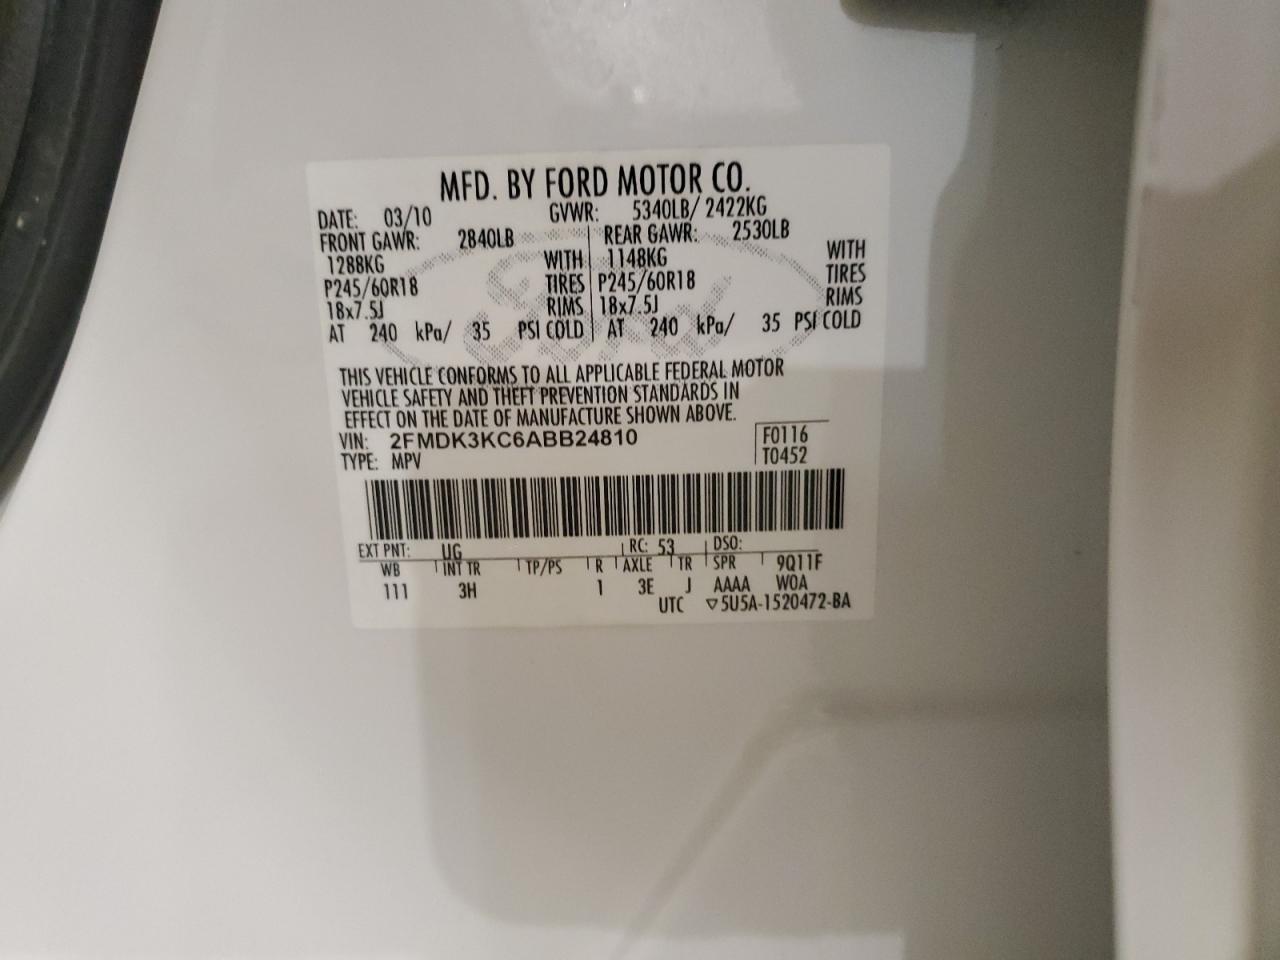 MFD. BY FORD MOTOR CO.
DATE: 03/10 GVWR: 5340LB/ 2422KG
FRONT GAWR: 2840LB REAR GAWR: 2530LB
1288KG WITH 1148KG WITH
P245/60R18 TIRES P245/60R18 TIRES
18x7.5J RIMS 18x7.5J RIMS
AT 240 kPa/ 35 PSI COLD AT 240 kPa/ 35 PSI COLD
Ford
THIS VEHICLE CONFORMS TO ALL APPLICABLE FEDERAL MOTOR
VEHICLE SAFETY AND THEFT PREVENTION STANDARDS IN
EFFECT ON THE DATE OF MANUFACTURE SHOWN ABOVE.
VIN: 2FMDK3KC6ABB24810 F0116
TYPE: MPV T0452
EXT PNT: UG RC: 53 DSO:
WB INT TR TP/PS R AXLE TR SPR 9Q11F
111 3H 1 3E J AAAA WOA
UTC ▽5U5A-1520472-BA